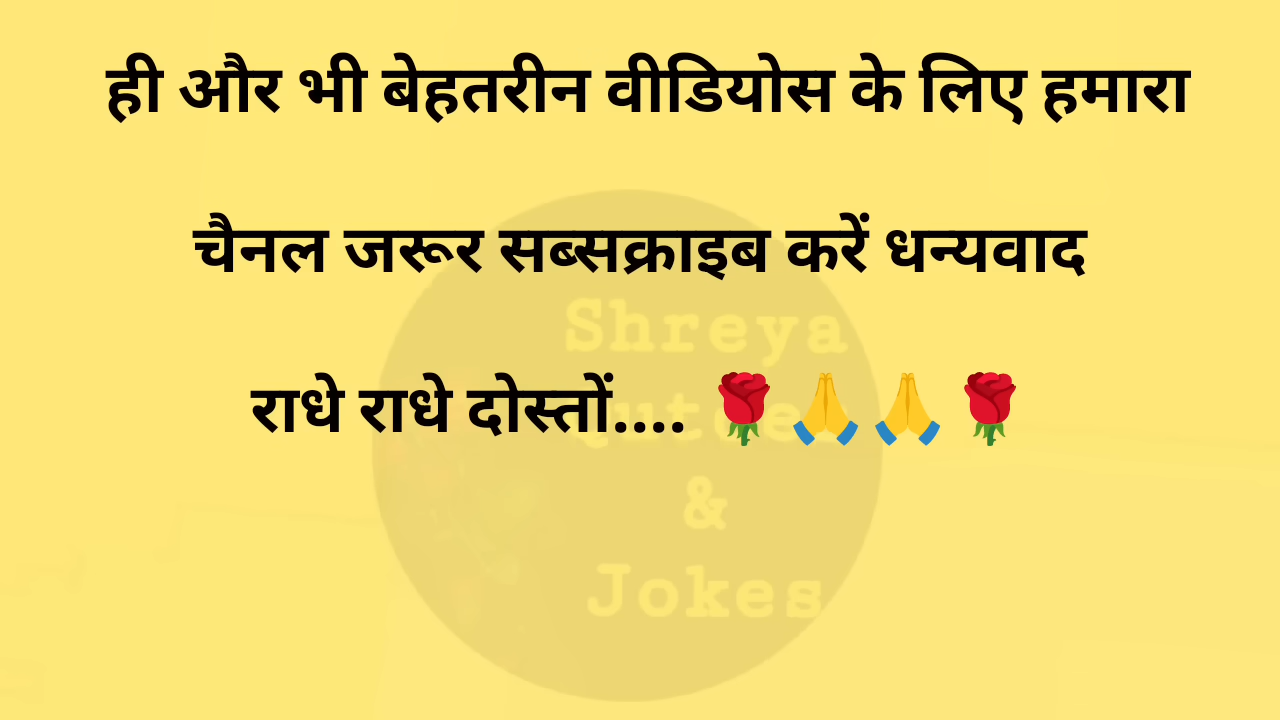 ही और भी बेहतरीन वीडियोस के लिए हमारा
चैनल जरूर सब्सक्राइब करें धन्यवाद
राधे राधे दोस्तों.... 🌹🙏🙏🌹
Shreya
&
Jokes